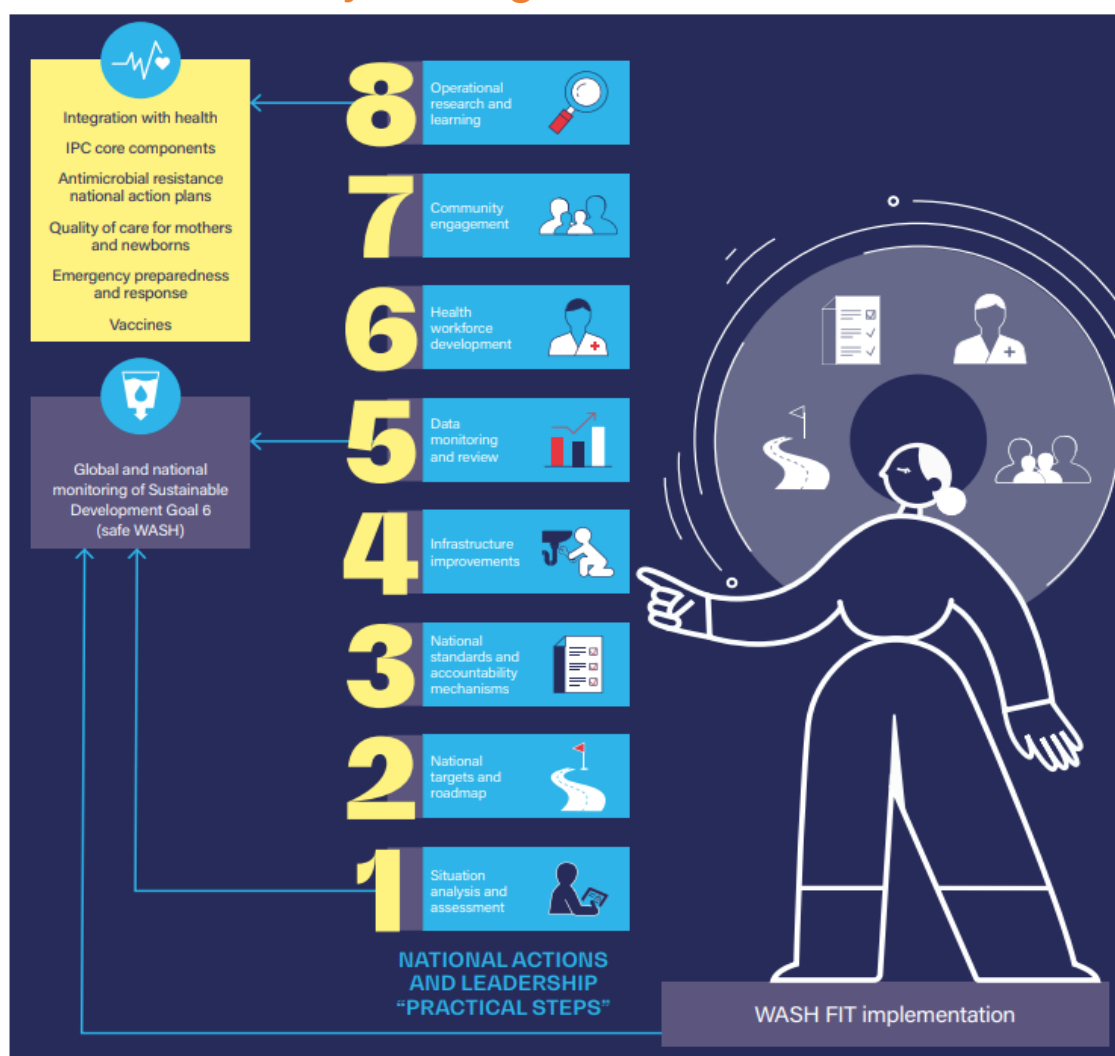 Integration with health
IPC core components
Antimicrobial resistance
national action plans
Quality of care for mothers
and newborns
Emergency preparedness
and response
Vaccines
Global and national
monitoring of Sustainable
Development Goal 6
(safe WASH)
8
Operational
research and
learning
7
Community
engagement
6
Health
workforce
development
5
Data
monitoring
and review
4
Infrastructure
improvements
3
National
standards and
accountability
mechanisms
2
National
targets and
roadmap
1
Situation
analysis and
assessment
NATIONAL ACTIONS
AND LEADERSHIP
“PRACTICAL STEPS”
WASH FIT implementation